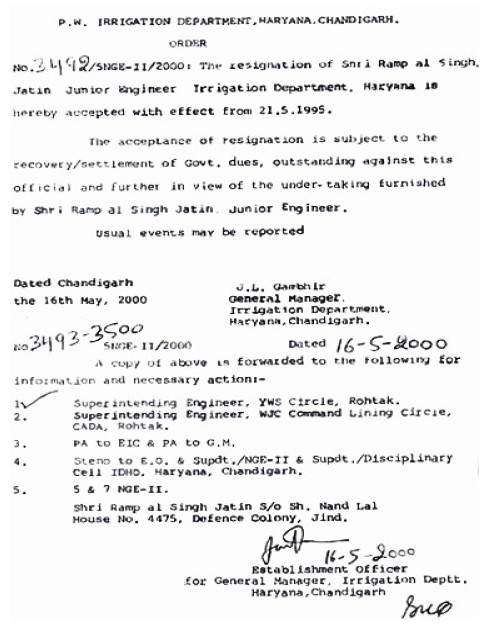 P.W. IRRIGATION DEPARTMENT, HARYANA, CHANDIGARH.
ORDER
No. 3492/SNGE-II/2000: The resignation of Shri Ramp al Singh,
Jatin Junior Engineer Irrigation Department, Haryana is
hereby accepted with effect from 21.5.1995.
The acceptance of resignation is subject to the
recovery/settlement of Govt. dues, outstanding against this
official and further in view of the under-taking furnished
by Shri Ramp al Singh Jatin. Junior Engineer.
Usual events may be reported
Dated Chandigarh
the 16th May, 2000
J.L. Gambhir
General Manager,
Irrigation Department,
Haryana, Chandigarh.
No 3493-3500
SNGE-II/2000
Dated 16-5-2000
A copy of above is forwarded to the following for
information and necessary action:-
1. Superintending Engineer, YWS Circle, Rohtak.
2. Superintending Engineer, WJC Command Lining Circle,
CADA, Rohtak.
3. PA to EIC & PA to G.M.
4. Steno to E.O. & Supdt./NGE-II & Supdt./Disciplinary
Cell IDHO, Haryana, Chandigarh.
5. 5 & 7 NGE-II.
Shri Ramp al Singh Jatin S/o Sh. Nand Lal
House No. 4475, Defence Colony, Jind.
16-5-2000
Establishment Officer
for General Manager, Irrigation Deptt.
Haryana, Chandigarh